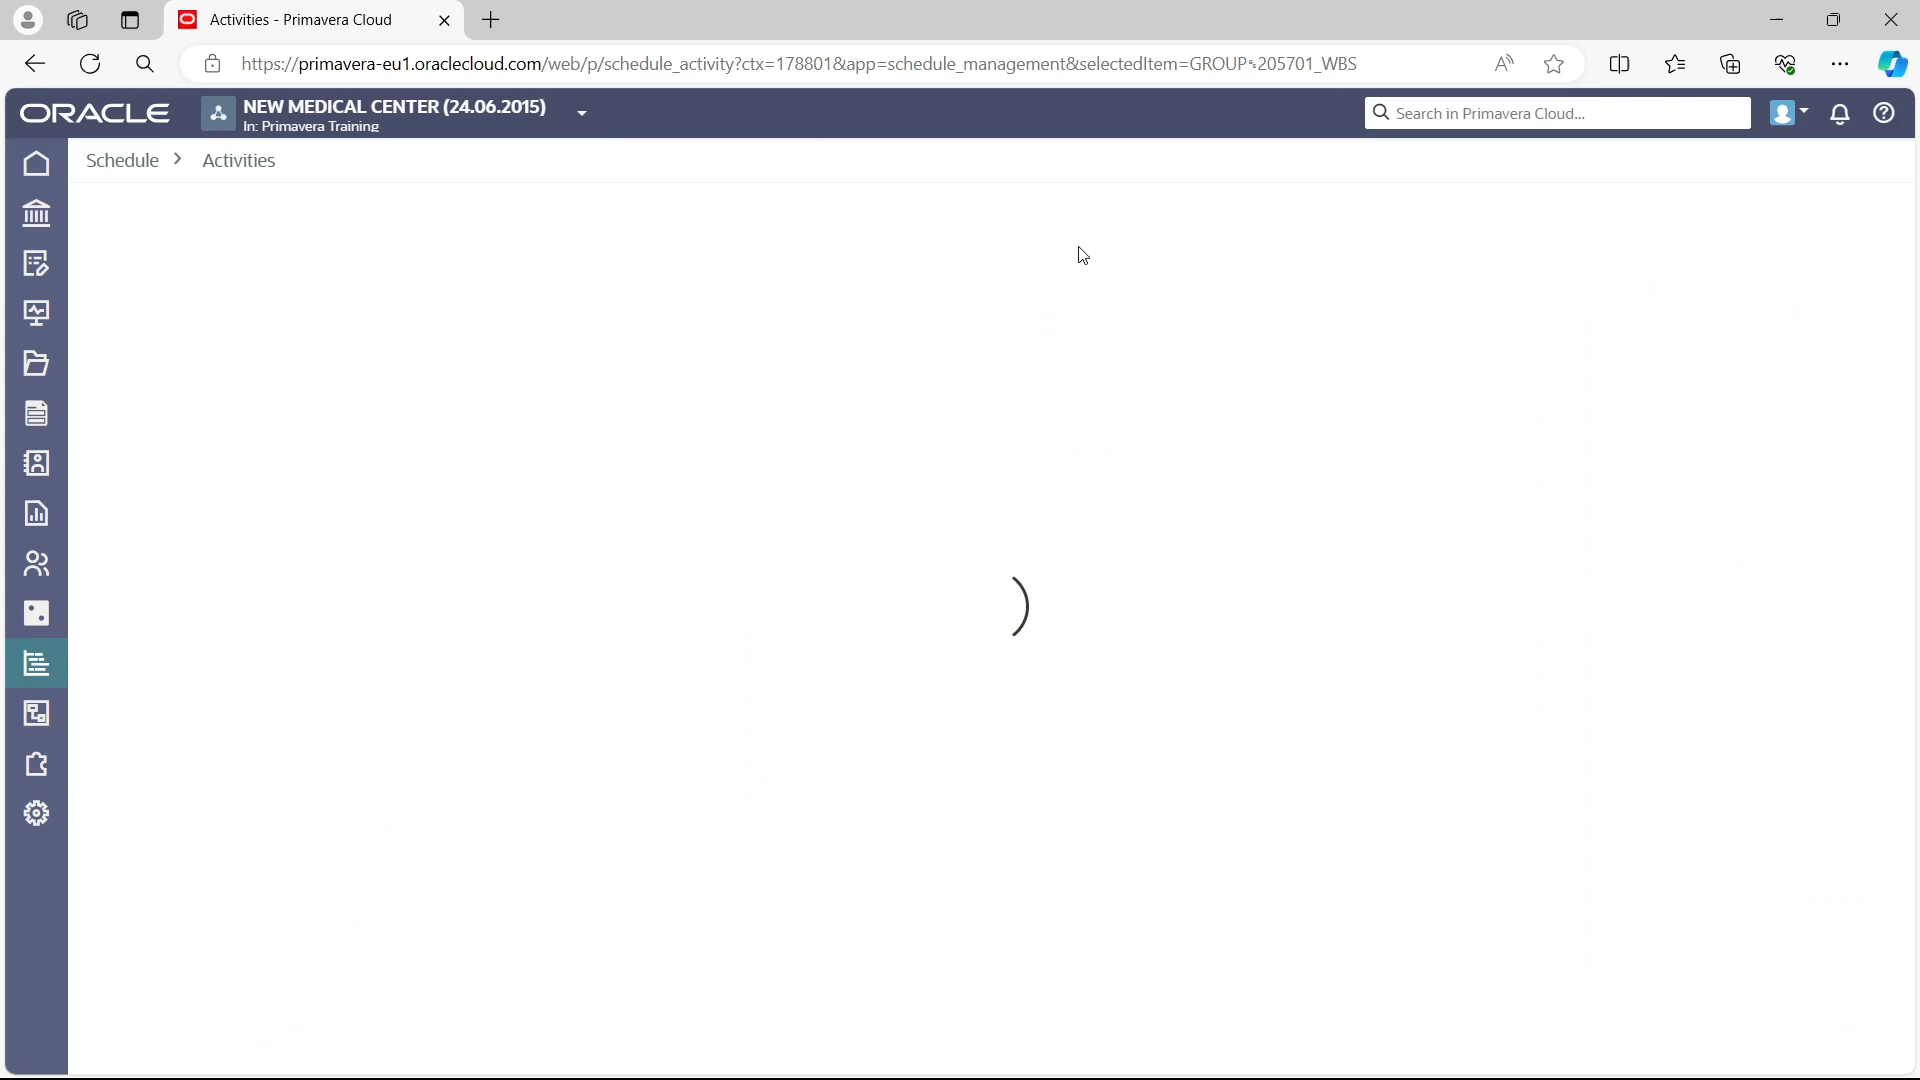 Activities - Primavera Cloud
https://primavera-eu1.oraclecloud.com/web/p/schedule_activity?ctx=178801&app=schedule_management&selectedItem=GROUP~205701_WBS
ORACLE
NEW MEDICAL CENTER (24.06.2015)
In: Primavera Training
Search in Primavera Cloud...
Schedule > Activities